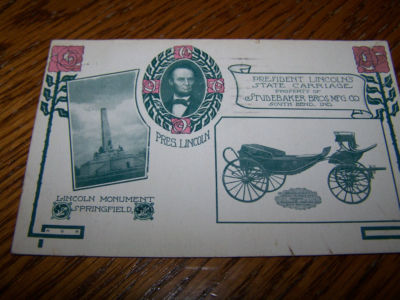 PRESIDENT LINCOLN'S
STATE CARRIAGE
PROPERTY OF
STUDEBAKER BROS. MFG. CO
SOUTH BEND, IND.
PRES. LINCOLN
LINCOLN MONUMENT
SPRINGFIELD,